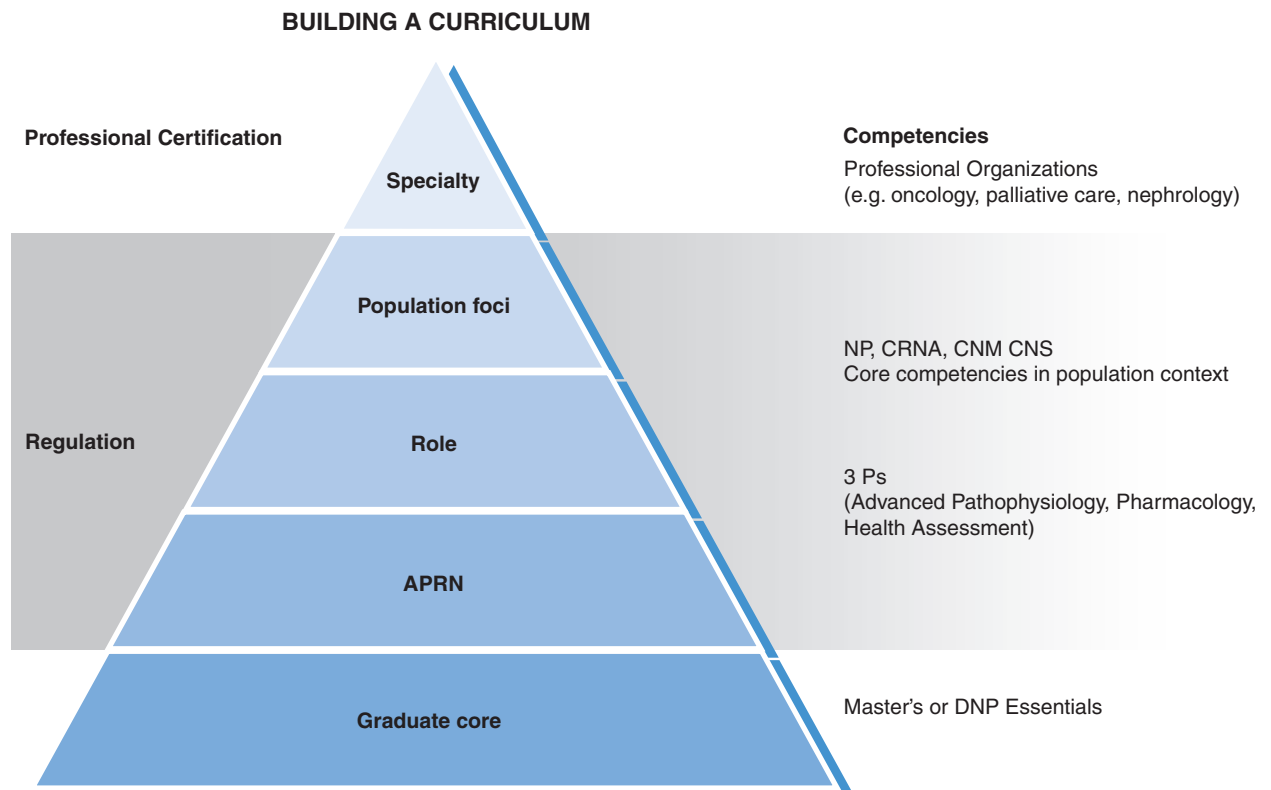 BUILDING A CURRICULUM
Professional Certification
Competencies
Professional Organizations
(e.g. oncology, palliative care, nephrology)
Specialty
Population foci
NP, CRNA, CNM CNS
Core competencies in population context
Regulation
Role
3 Ps
(Advanced Pathophysiology, Pharmacology,
Health Assessment)
APRN
Graduate core
Master’s or DNP Essentials